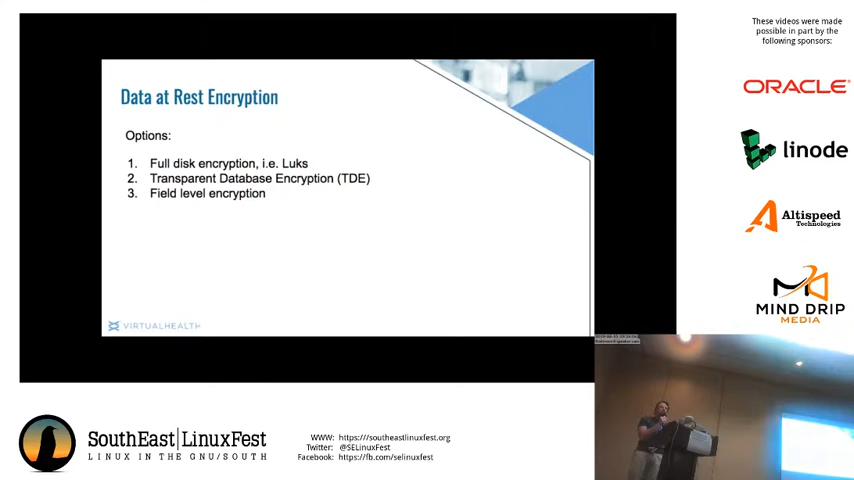 These videos were made
possible in part by the
following sponsors:
ORACLE
linode
Altispeed
Technologies
MIND DRIP
MEDIA
Data at Rest Encryption
Options:
1. Full disk encryption, i.e. Luks
2. Transparent Database Encryption (TDE)
3. Field level encryption
VIRTUALHEALTH
SouthEast|LinuxFest
LINUX IN THE GNU/SOUTH
WWW: https:///southeastlinuxfest.org
Twitter: @SELinuxFest
Facebook: https://fb.com/selinuxfest